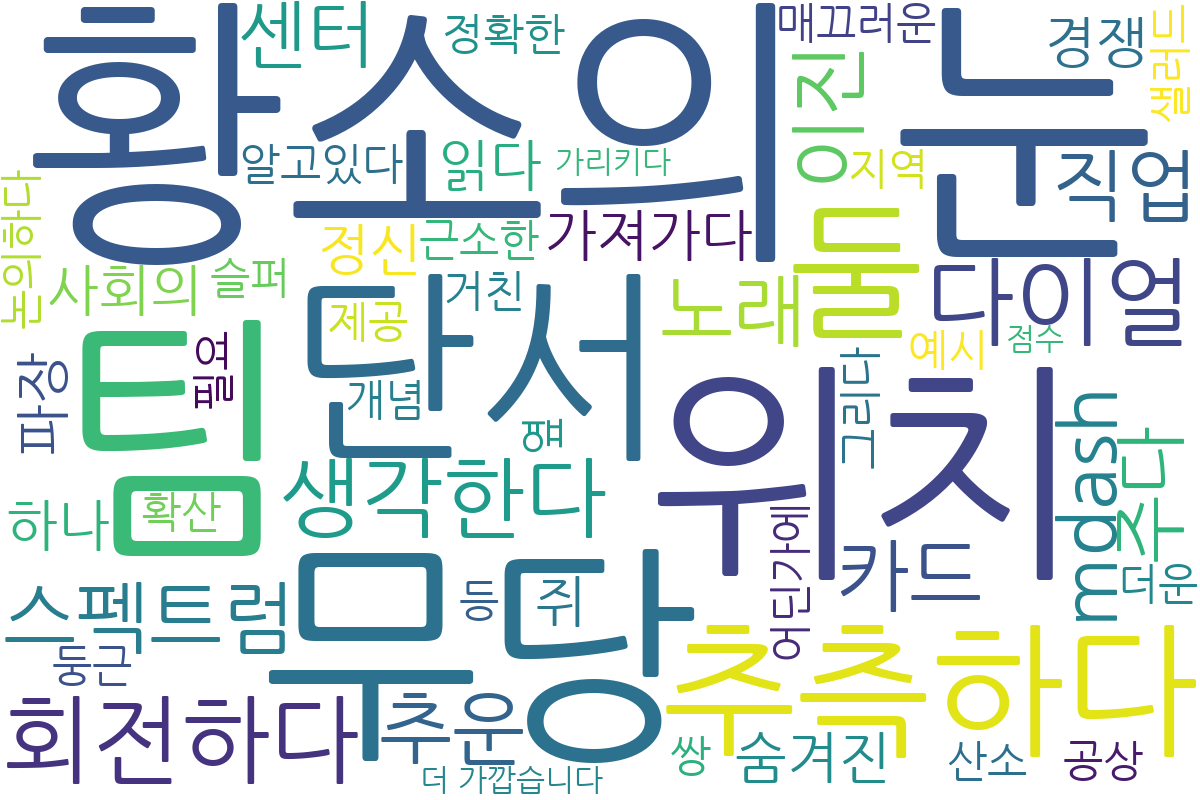 황소의
눈
센터
정확한
매끄러운
경쟁
샐러드
이진
알고있다
읽다
가리키다
지역
직업
논의하다
사회의
슬퍼
정신
근소한
가져가다
둘
다이얼
팀
단서
거친
노래
제공
예시
점수
파장
필요
개념
뼈
위치
그리다
mdash
주다
하나
확산
생각한다
스펙트럼
무당
등
쥐
어딘가에
카드
더운
둥근
추측하다
회전하다
추운
더 가깝습니다
쌍
숨겨진
산소
공상